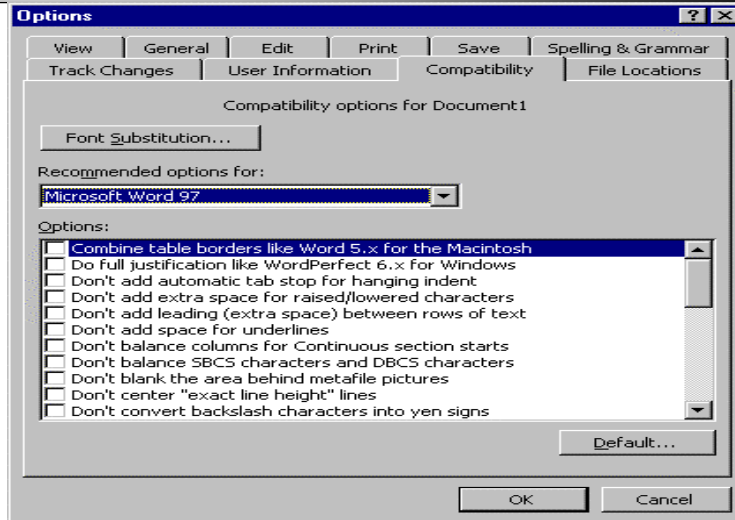 Options
View General Edit Print Save Spelling & Grammar
Track Changes User Information Compatibility File Locations
Compatibility options for Document1
Font Substitution...
Recommended options for:
Microsoft Word 97
Options:
Combine table borders like Word 5.x for the Macintosh
Do full justification like WordPerfect 6.x for Windows
Don't add automatic tab stop for hanging indent
Don't add extra space for raised/lowered characters
Don't add leading (extra space) between rows of text
Don't add space for underlines
Don't balance columns for Continuous section starts
Don't balance SBCS characters and DBCS characters
Don't blank the area behind metafile pictures
Don't center "exact line height" lines
Don't convert backslash characters into yen signs
Default...
OK Cancel